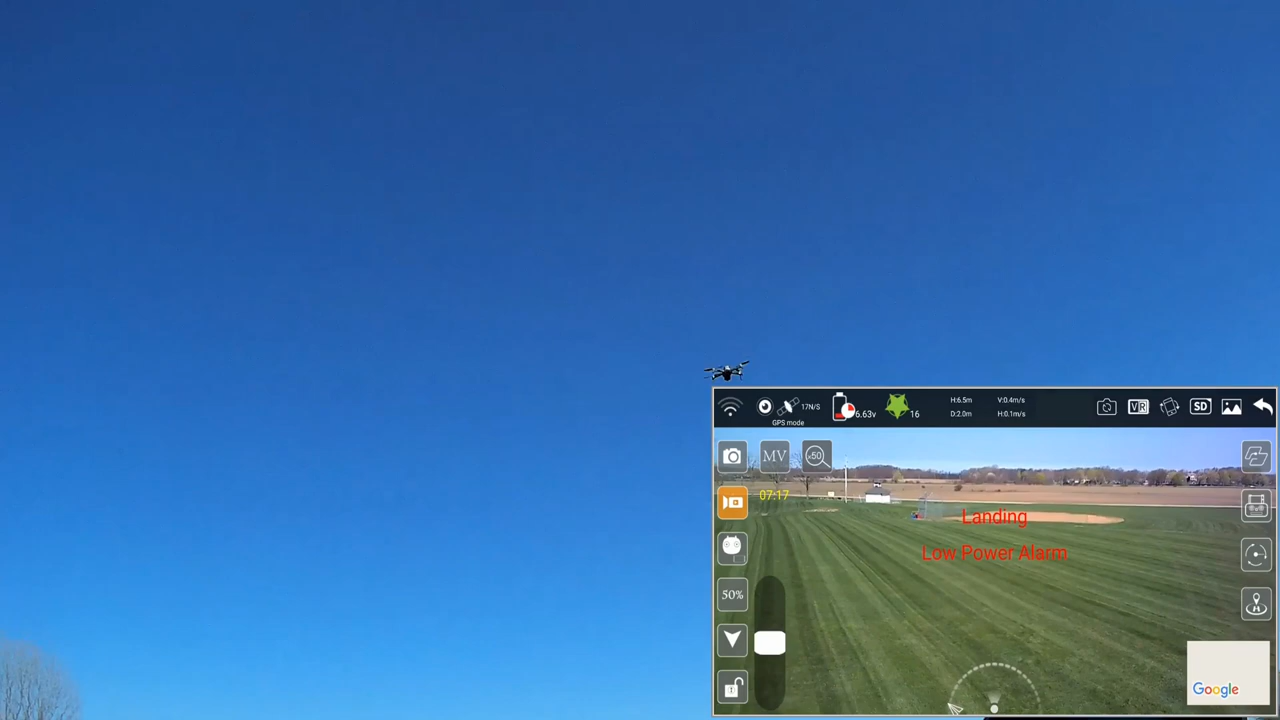 17N/S
GPS mode
6.63v
16
H:6.5m
V:0.4m/s
D:2.0m
H:0.1m/s
VR
SD
MV
x50
07:17
Landing
Low Power Alarm
50%
H
Google